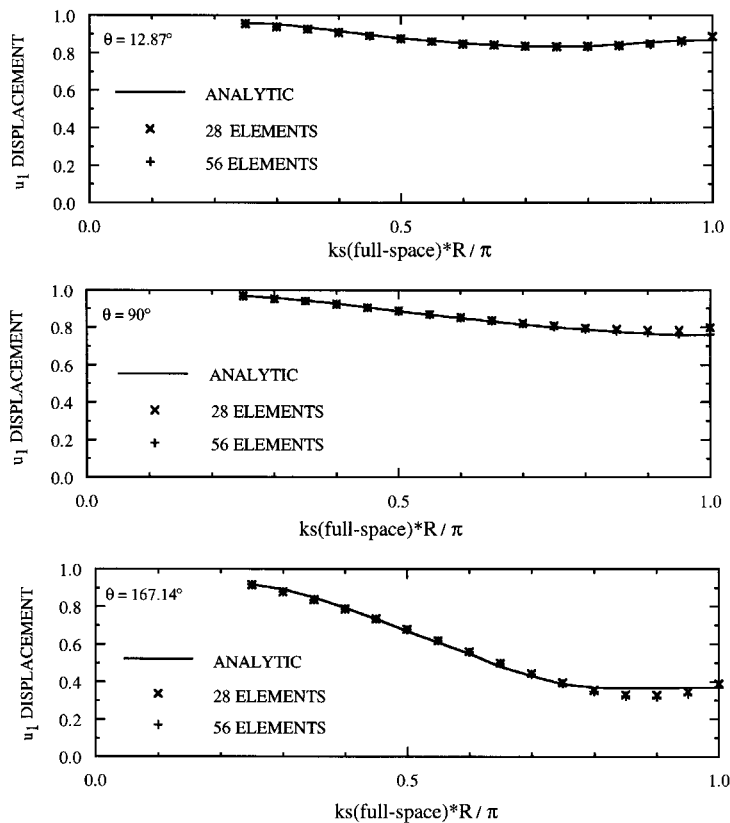 1.0
θ = 12.87°
0.8
ANALYTIC
0.6
28 ELEMENTS
0.4
56 ELEMENTS
0.2
0.0
u₁ DISPLACEMENT
0.0 0.5 1.0
ks(full-space)*R / π
1.0
θ = 90°
0.8
ANALYTIC
0.6
28 ELEMENTS
0.4
56 ELEMENTS
0.2
0.0
u₁ DISPLACEMENT
0.0 0.5 1.0
ks(full-space)*R / π
1.0
θ = 167.14°
0.8
0.6
ANALYTIC
0.4
28 ELEMENTS
0.2
56 ELEMENTS
0.0
u₁ DISPLACEMENT
0.0 0.5 1.0
ks(full-space)*R / π